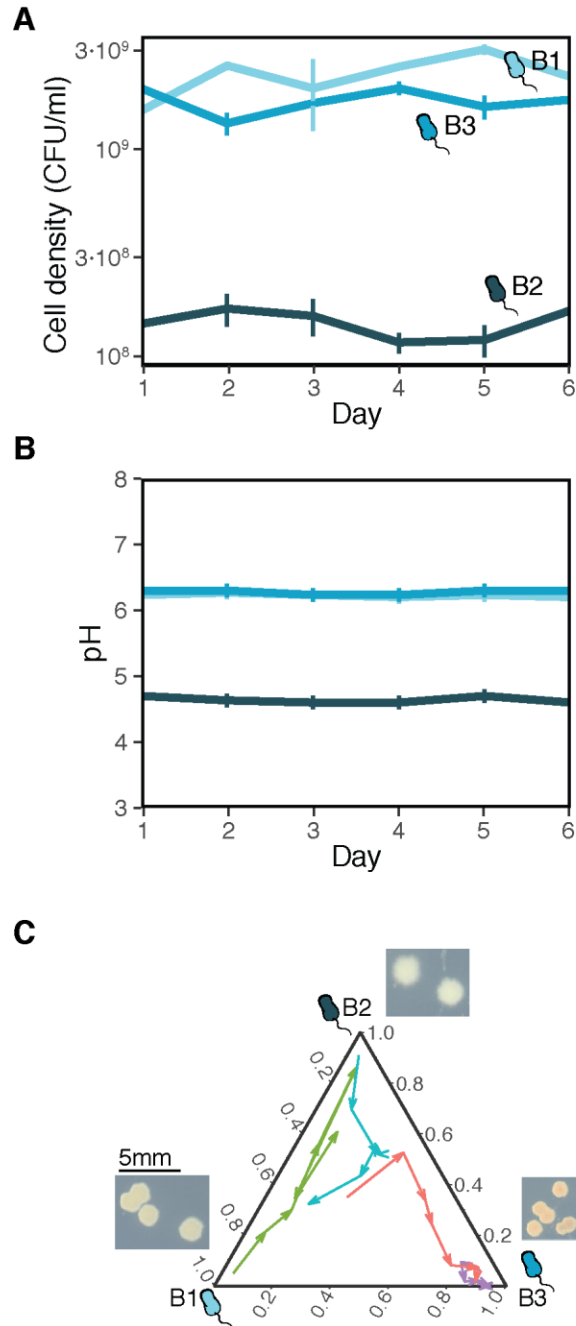 A
3·10⁹
B1
B3
10⁹
Cell density (CFU/ml)
3·10⁸
B2
10⁸
1 2 3 4 5 6
Day
B
8
7
6
pH
5
4
3
1 2 3 4 5 6
Day
C
B2
1.0
0.2 0.8
0.4 0.6
5mm
0.6 0.4
0.8 0.2
1.0
B1 B3
0.2 0.4 0.6 0.8 1.0